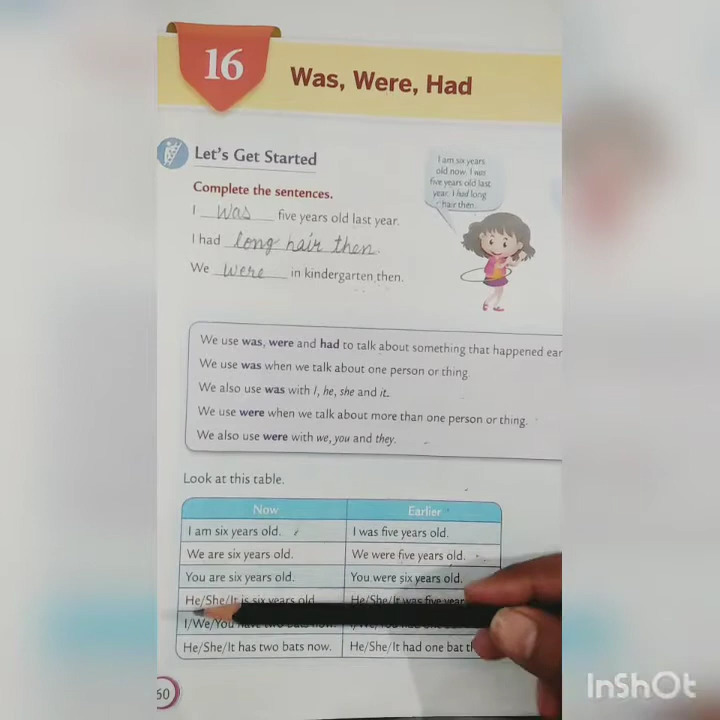 16
Was, Were, Had
Let's Get Started
I am six years
old now. I was
five years old last
year. I had long
hair then.
Complete the sentences.
I was five years old last year.
I had long hair then.
We were in kindergarten then.
We use was, were and had to talk about something that happened ear
We use was when we talk about one person or thing.
We also use was with I, he, she and it.
We use were when we talk about more than one person or thing.
We also use were with we, you and they.
Look at this table.
Now Earlier
I am six years old. I was five years old.
We are six years old. We were five years old.
You are six years old. You were six years old.
He/She/It is six years old. He/She/It was five year
I/We/You have two bats now.
He/She/It has two bats now. He/She/It had one bat th
60
InShOt